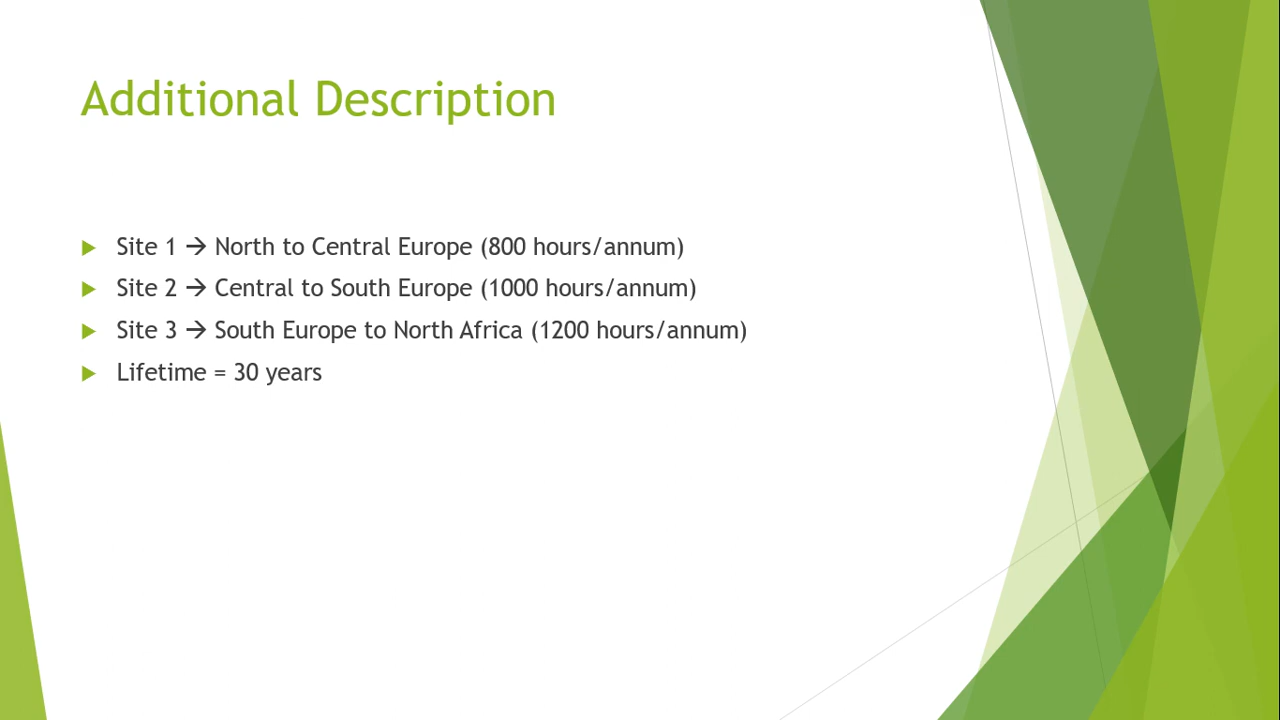 Additional Description
Site 1 → North to Central Europe (800 hours/annum)
Site 2 → Central to South Europe (1000 hours/annum)
Site 3 → South Europe to North Africa (1200 hours/annum)
Lifetime = 30 years